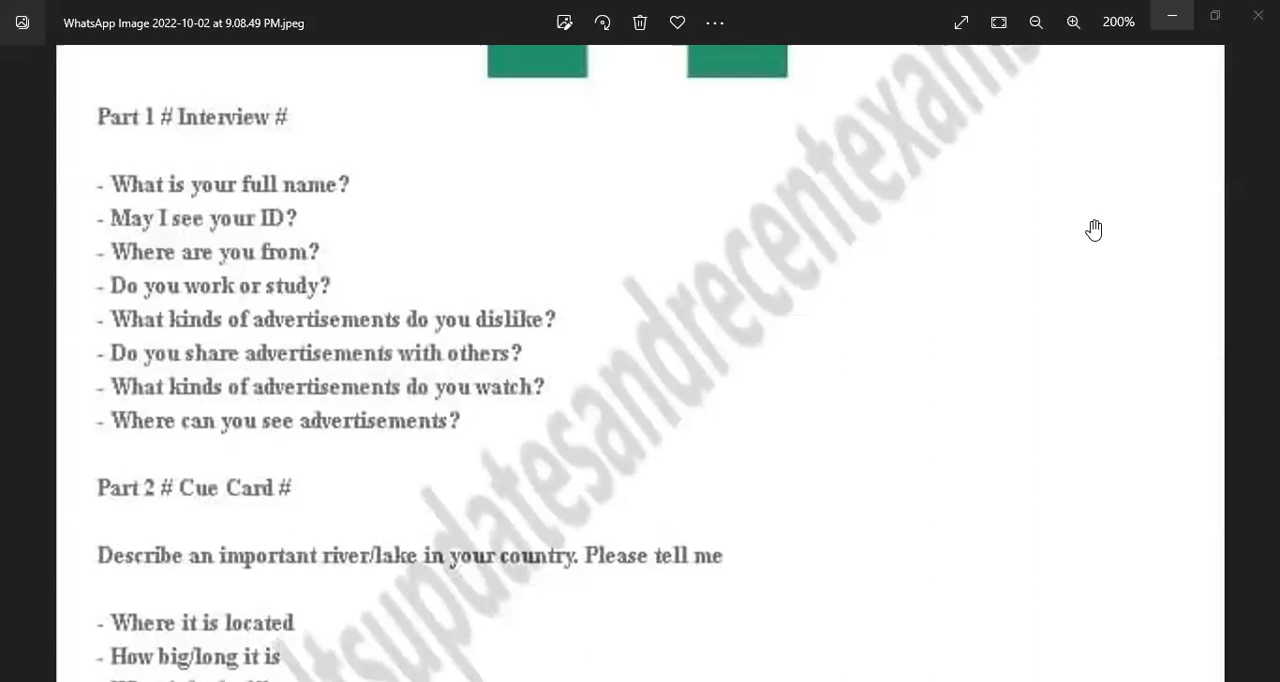 WhatsApp Image 2022-10-02 at 9.08.49 PM.jpeg
200%
Part 1 # Interview #
- What is your full name?
- May I see your ID?
- Where are you from?
- Do you work or study?
- What kinds of advertisements do you dislike?
- Do you share advertisements with others?
- What kinds of advertisements do you watch?
- Where can you see advertisements?
Part 2 # Cue Card #
Describe an important river/lake in your country. Please tell me
- Where it is located
- How big/long it is
ltsupdatesandrecentexams